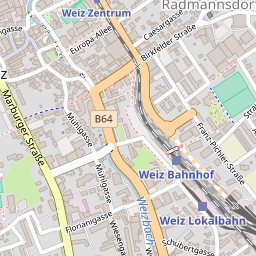 Radmannsdorf
Weiz Zentrum
Caesargasse
Europa-Allee
Birkfelder Straße
z
Marburger Straße
Mühlgasse
B64
Franz-Pichler-Straße
Mühlgasse
Weiz Bahnhof
Weiz Lokalbahn
Florianigasse
Weizbach
Wiesengasse
Schubertgasse